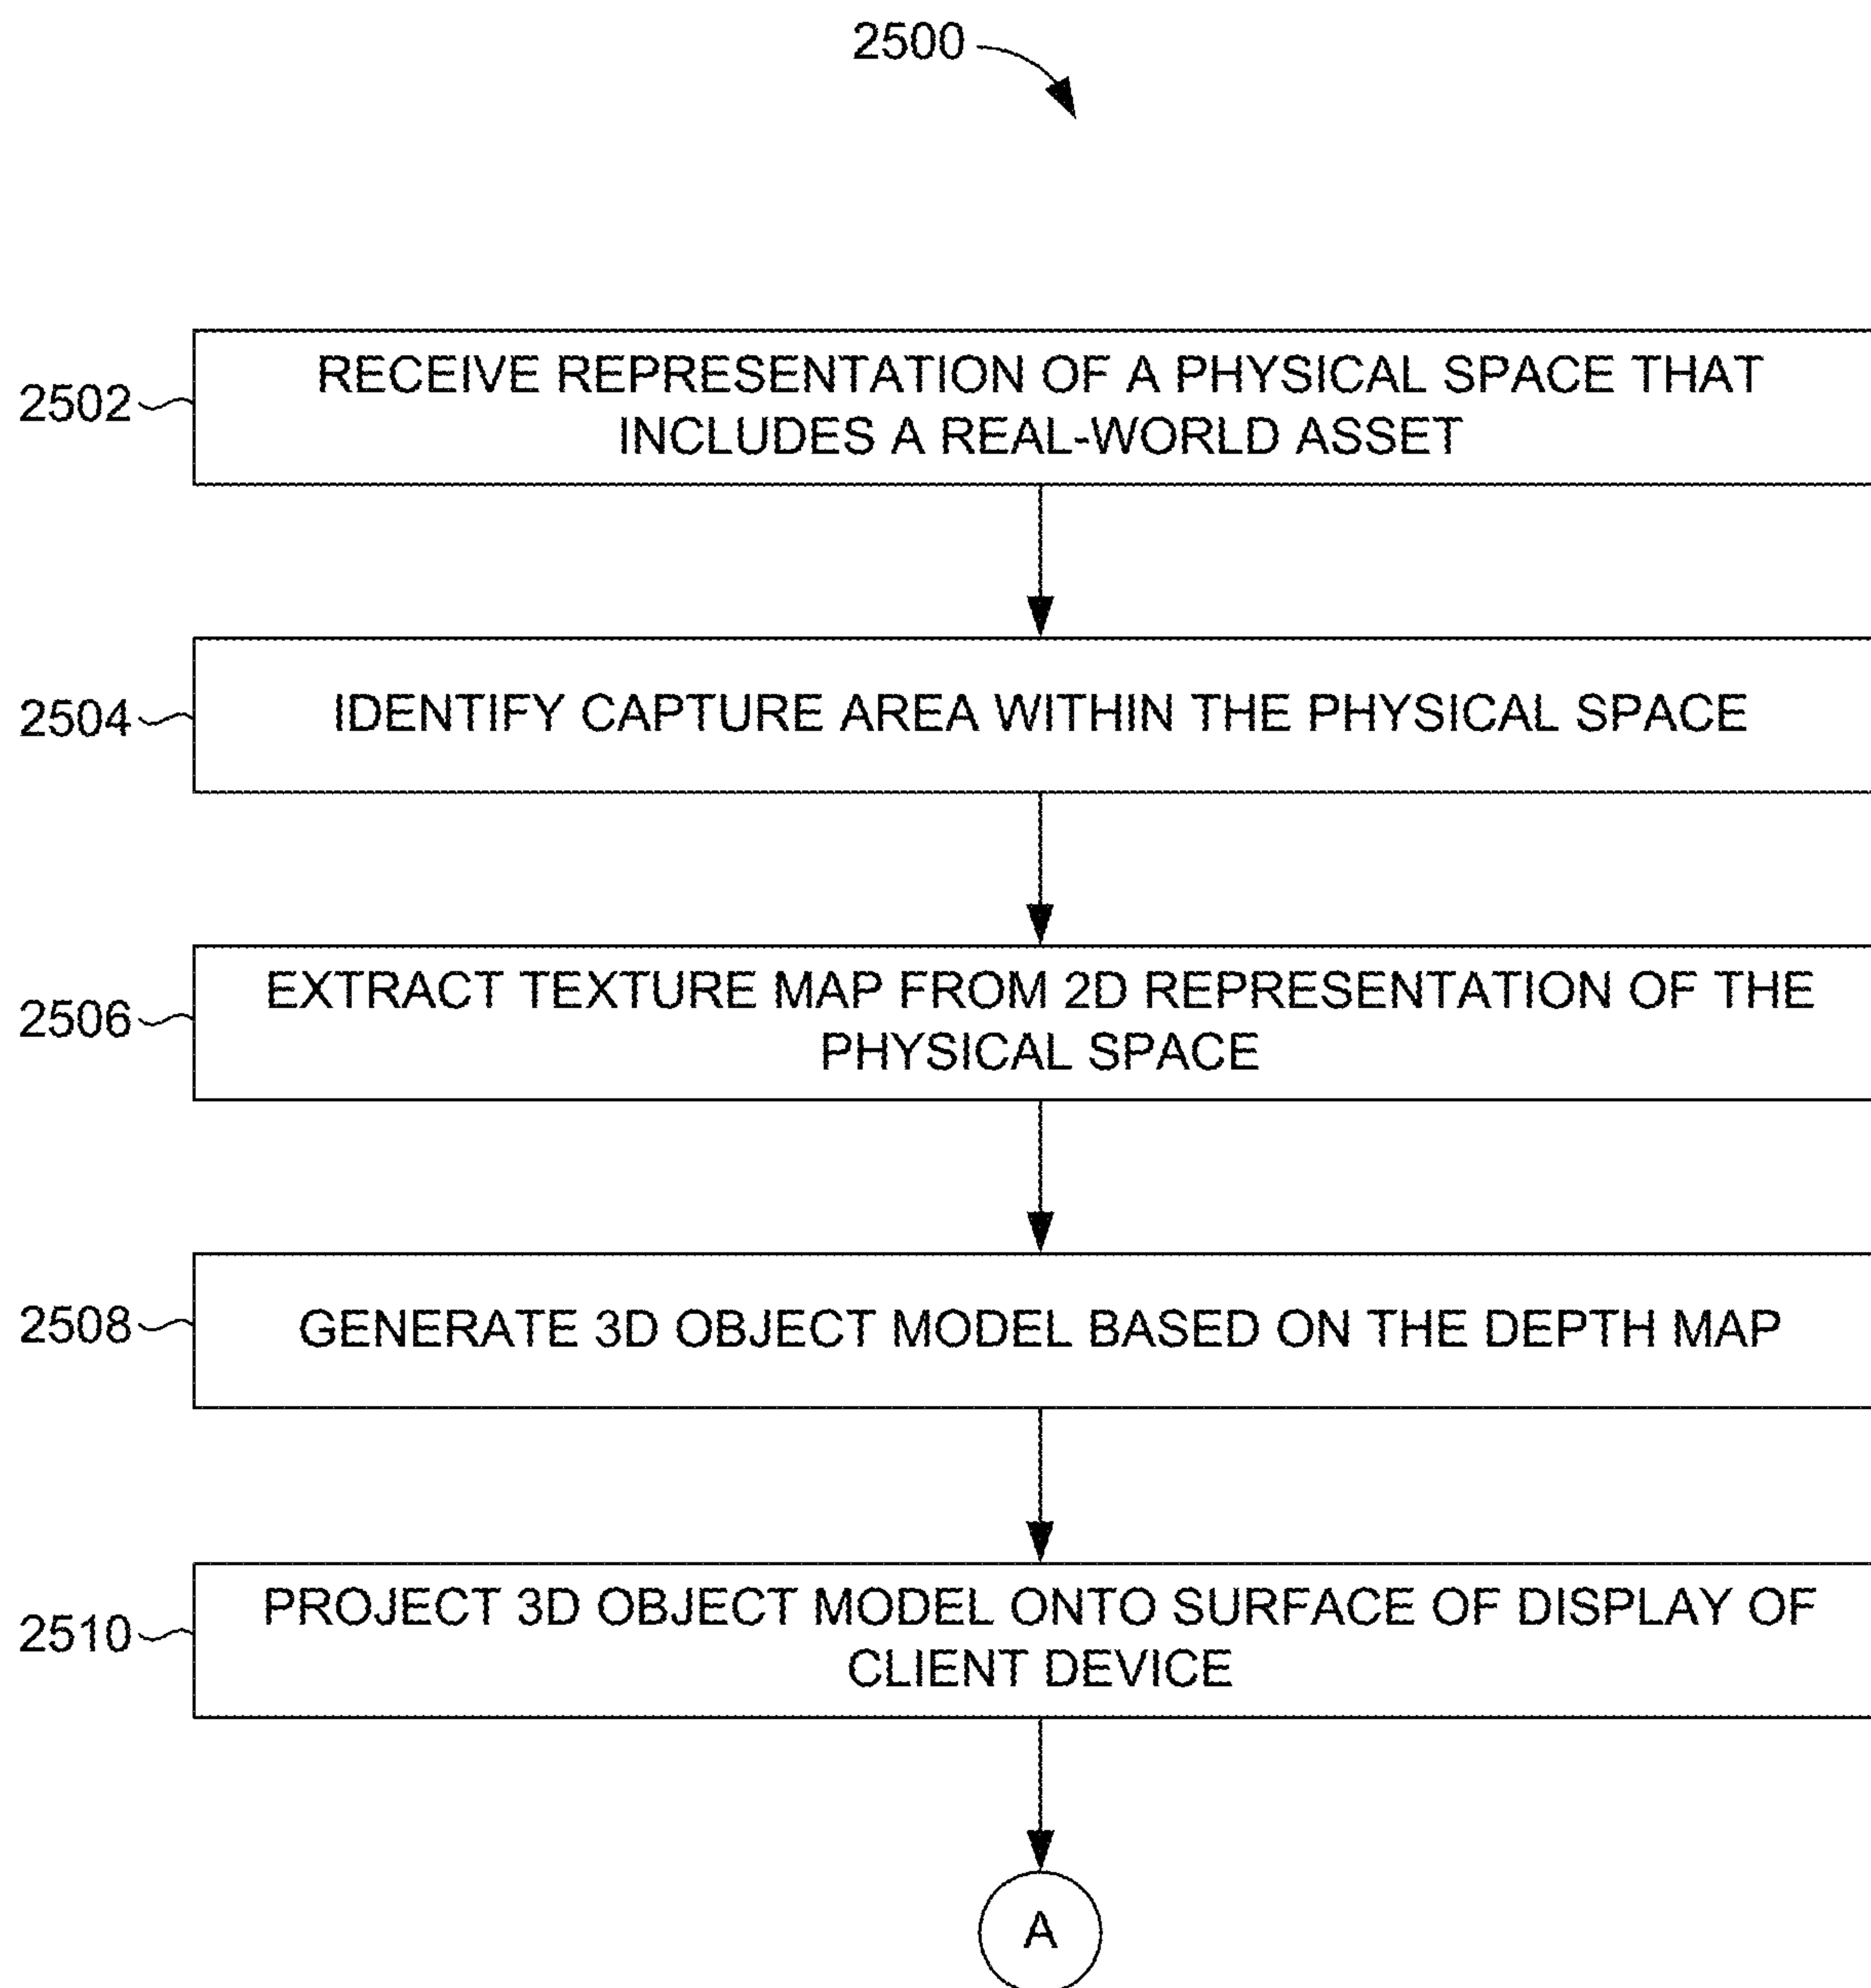 2500
2502
RECEIVE REPRESENTATION OF A PHYSICAL SPACE THAT
INCLUDES A REAL-WORLD ASSET
2504
IDENTIFY CAPTURE AREA WITHIN THE PHYSICAL SPACE
2506
EXTRACT TEXTURE MAP FROM 2D REPRESENTATION OF THE
PHYSICAL SPACE
2508
GENERATE 3D OBJECT MODEL BASED ON THE DEPTH MAP
2510
PROJECT 3D OBJECT MODEL ONTO SURFACE OF DISPLAY OF
CLIENT DEVICE
A